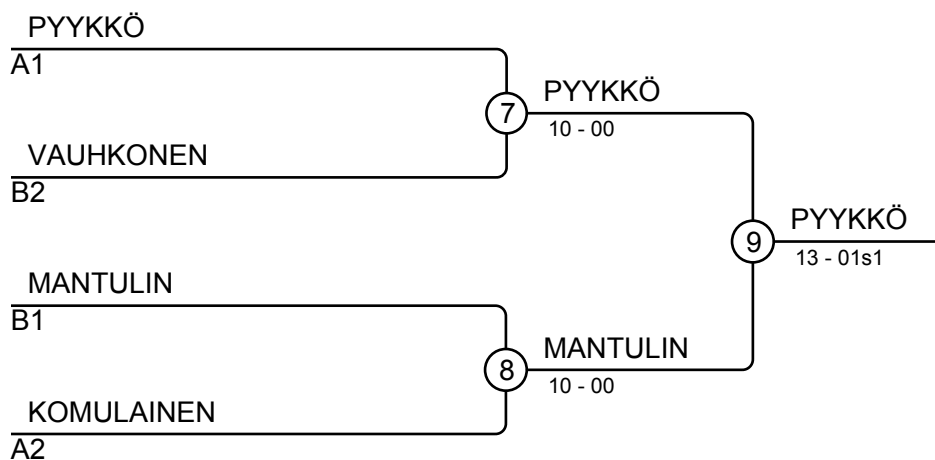 PYYKKÖ
A1
7
PYYKKÖ
10 - 00
VAUHKONEN
B2
9
PYYKKÖ
13 - 01s1
MANTULIN
B1
8
MANTULIN
10 - 00
KOMULAINEN
A2